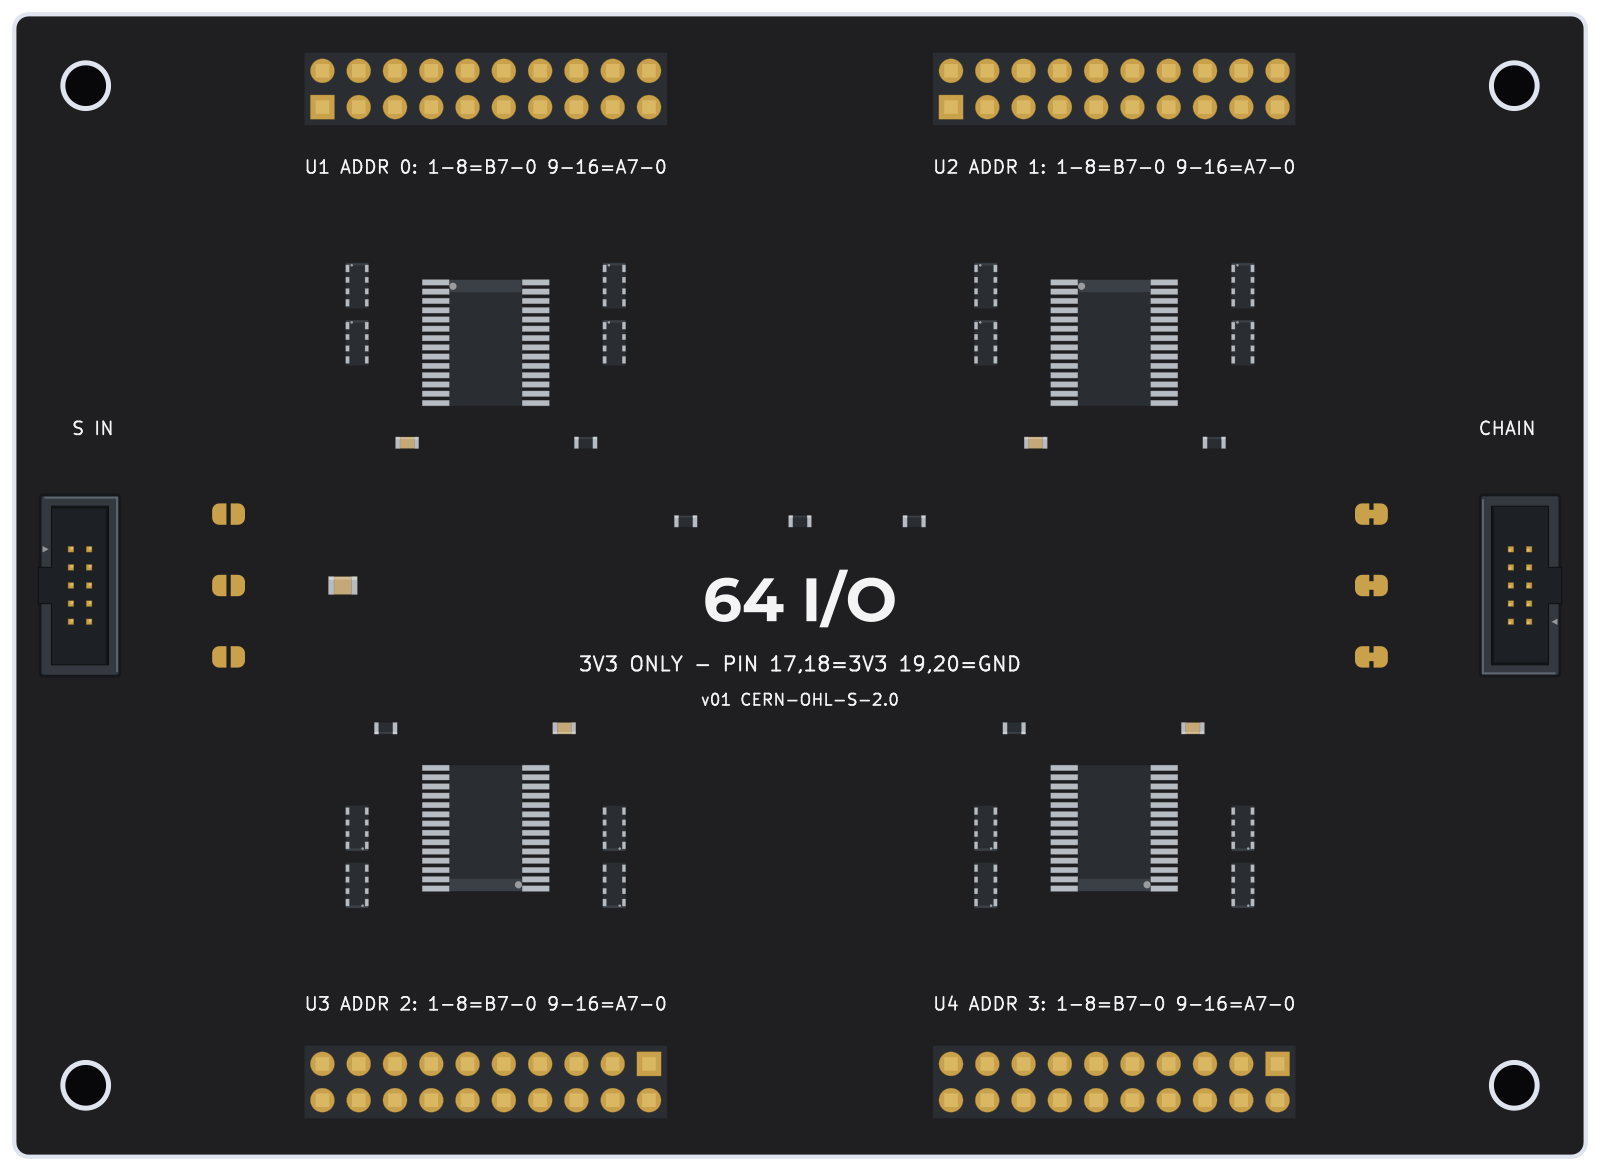 U1 ADDR 0: 1-8=B7-0 9-16=A7-0
U2 ADDR 1: 1-8=B7-0 9-16=A7-0
S IN
CHAIN
64 I/O
3V3 ONLY - PIN 17,18=3V3 19,20=GND
v01 CERN-OHL-S-2.0
U3 ADDR 2: 1-8=B7-0 9-16=A7-0
U4 ADDR 3: 1-8=B7-0 9-16=A7-0